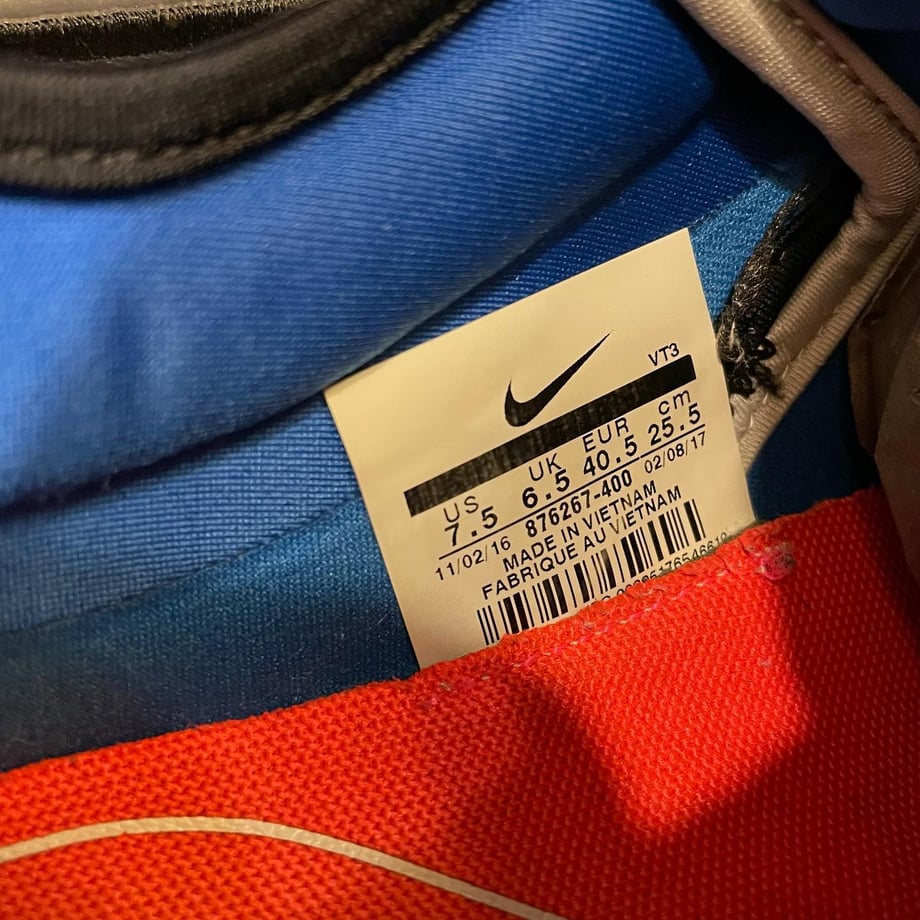 VT3
US UK EUR cm
7.5 6.5 40.5 25.5
11/02/16 876267-400 02/08/17
MADE IN VIETNAM
FABRIQUE AU VIETNAM